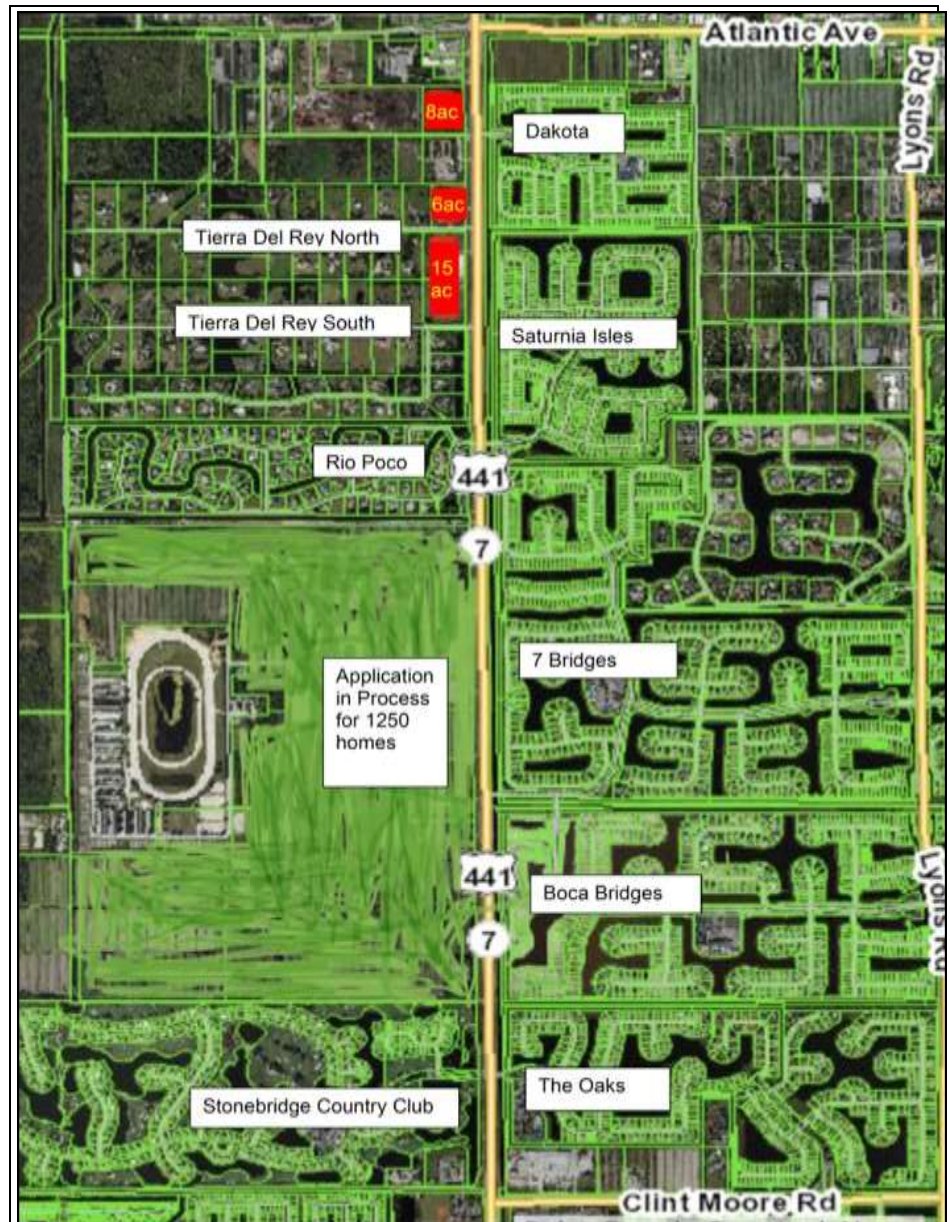 Atlantic Ave
Lyons Rd
8ac
Dakota
6ac
Tierra Del Rey North
15
ac
Tierra Del Rey South
Saturnia Isles
Rio Poco
441
7
Application
in Process
for 1250
homes
7 Bridges
441
7
Boca Bridges
Lyons Rd
Stonebridge Country Club
The Oaks
Clint Moore Rd